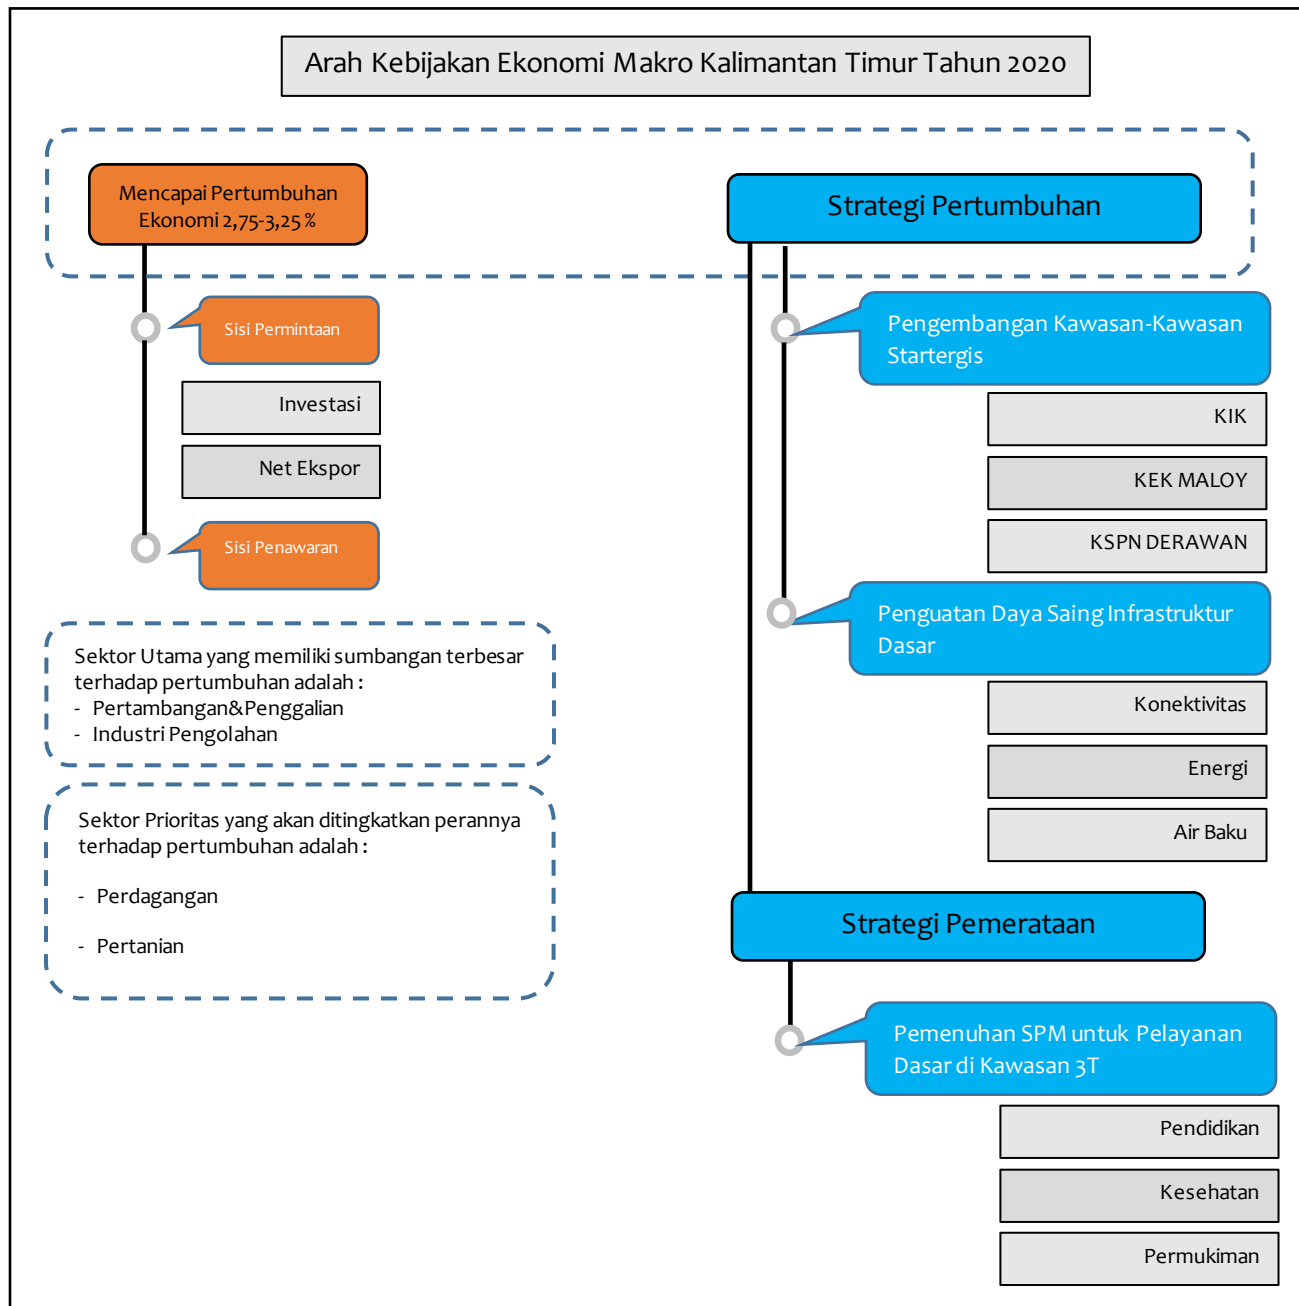 Arah Kebijakan Ekonomi Makro Kalimantan Timur Tahun 2020
Mencapai Pertumbuhan
Ekonomi 2,75-3,25 %
Sisi Permintaan
Investasi
Net Ekspor
Sisi Penawaran
Sektor Utama yang memiliki sumbangan terbesar
terhadap pertumbuhan adalah :
- Pertambangan&Penggalian
- Industri Pengolahan
Sektor Prioritas yang akan ditingkatkan perannya
terhadap pertumbuhan adalah :
- Perdagangan
- Pertanian
Strategi Pertumbuhan
Pengembangan Kawasan-Kawasan
Startergis
KIK
KEK MALOY
KSPN DERAWAN
Penguatan Daya Saing Infrastruktur
Dasar
Konektivitas
Energi
Air Baku
Strategi Pemerataan
Pemenuhan SPM untuk Pelayanan
Dasar di Kawasan 3T
Pendidikan
Kesehatan
Permukiman